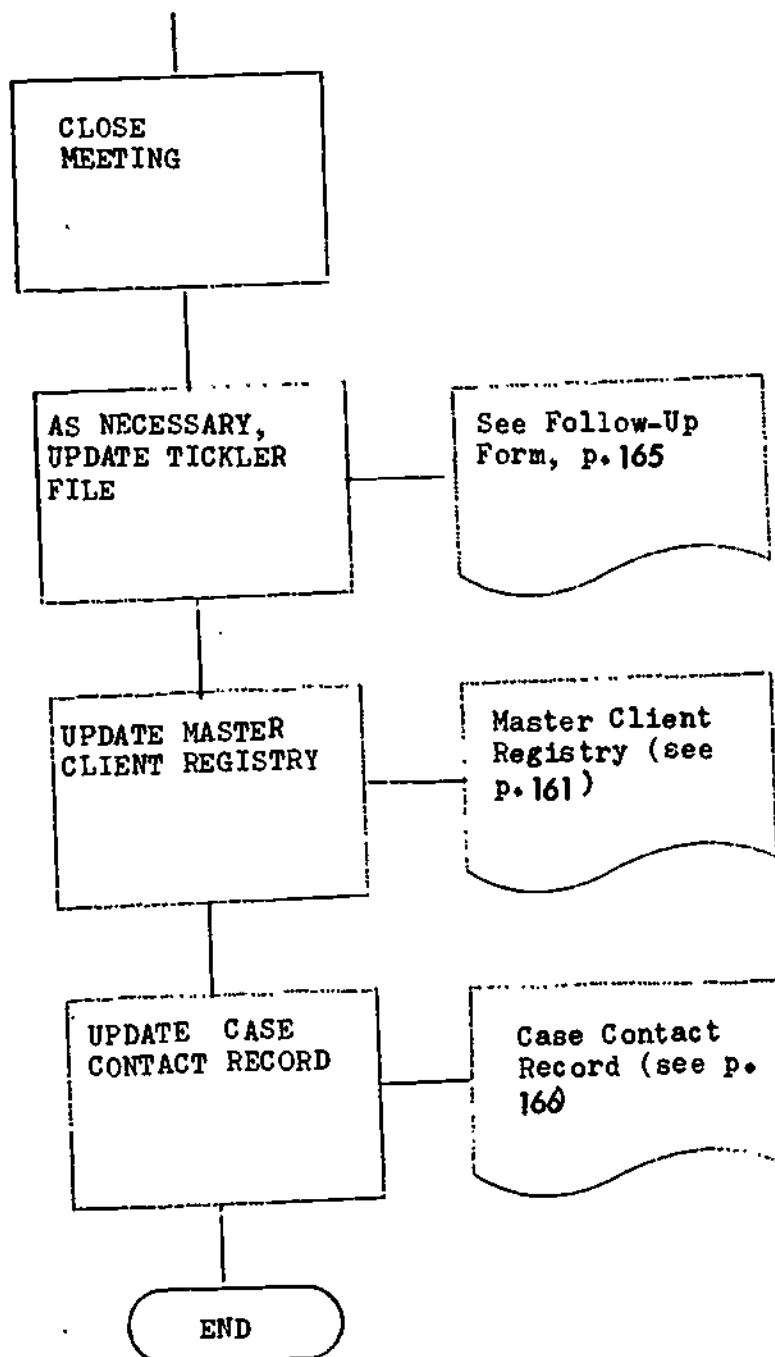 CLOSE
MEETING
AS NECESSARY,
UPDATE TICKLER
FILE
See Follow-Up
Form, p. 165
UPDATE MASTER
CLIENT REGISTRY
Master Client
Registry (see
p. 161)
UPDATE CASE
CONTACT RECORD
Case Contact
Record (see p.
160
END